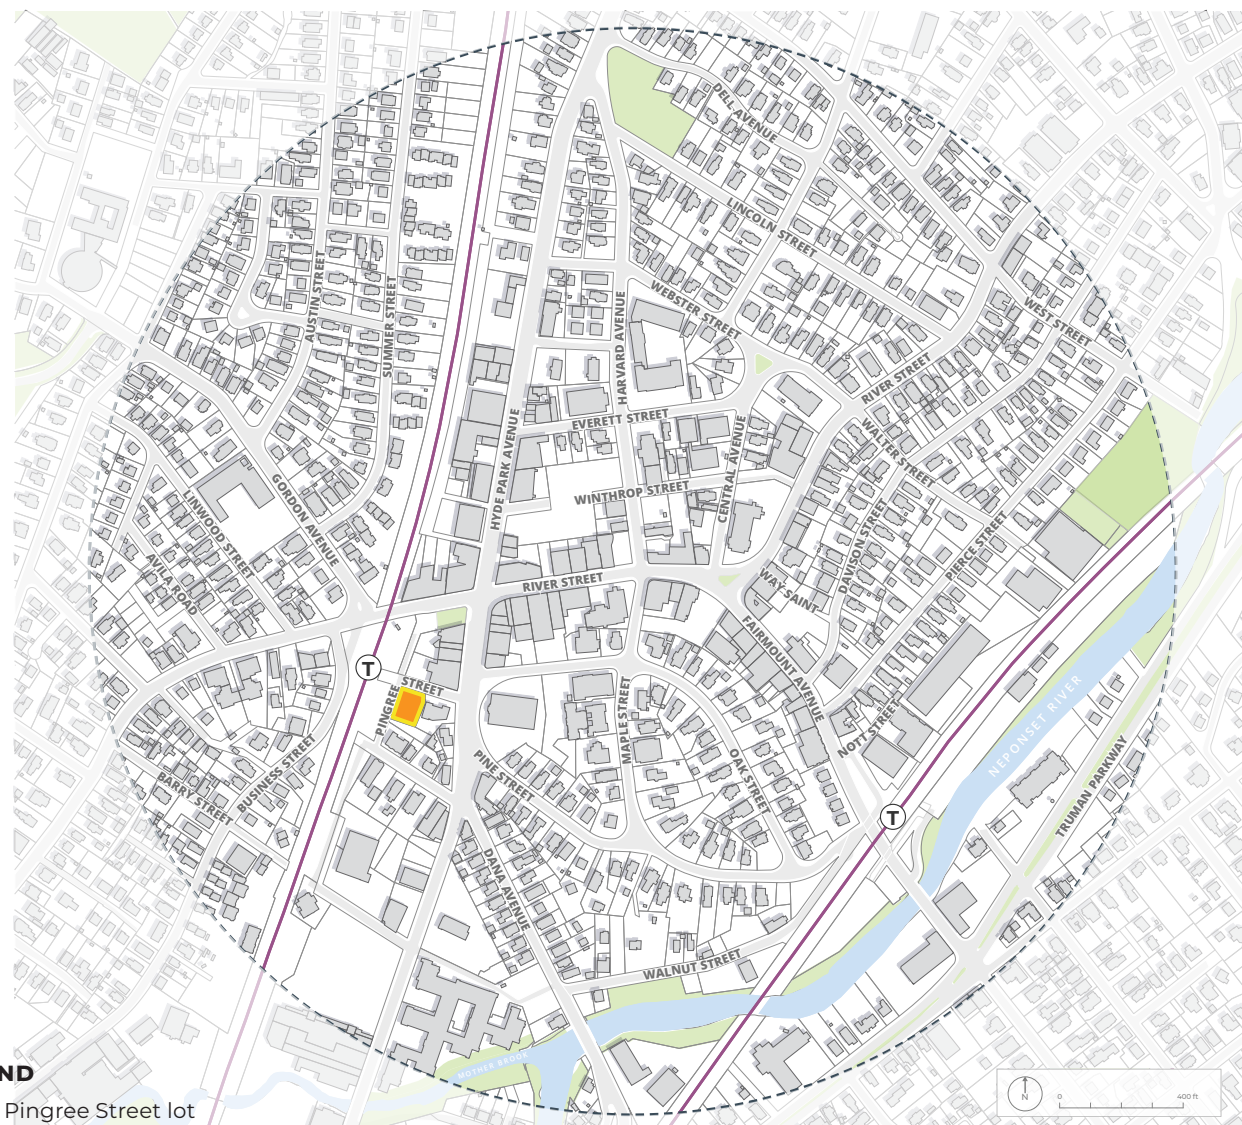 DELL AVENUE
LINCOLN STREET
AUSTIN STREET
SUMMER STREET
HARVARD AVENUE
WEBSTER STREET
WEST STREET
RIVER STREET
HYDE PARK AVENUE
EVERETT STREET
CENTRAL AVENUE
WALTER STREET
GORDON AVENUE
LINWOOD STREET
WINTHROP STREET
AVILA ROAD
DAVISON STREET
PIERCE STREET
RIVER STREET
WAY SAINT
FAIRMOUNT AVENUE
T
PINGREE STREET
MAPLE STREET
NOTT STREET
NEPONSET RIVER
BUSINESS STREET
BARRY STREET
PINE STREET
OAK STREET
TRUMAN PARKWAY
T
DANA AVENUE
WALNUT STREET
MOTHER BROOK
ND
Pingree Street lot
N
0
400 ft